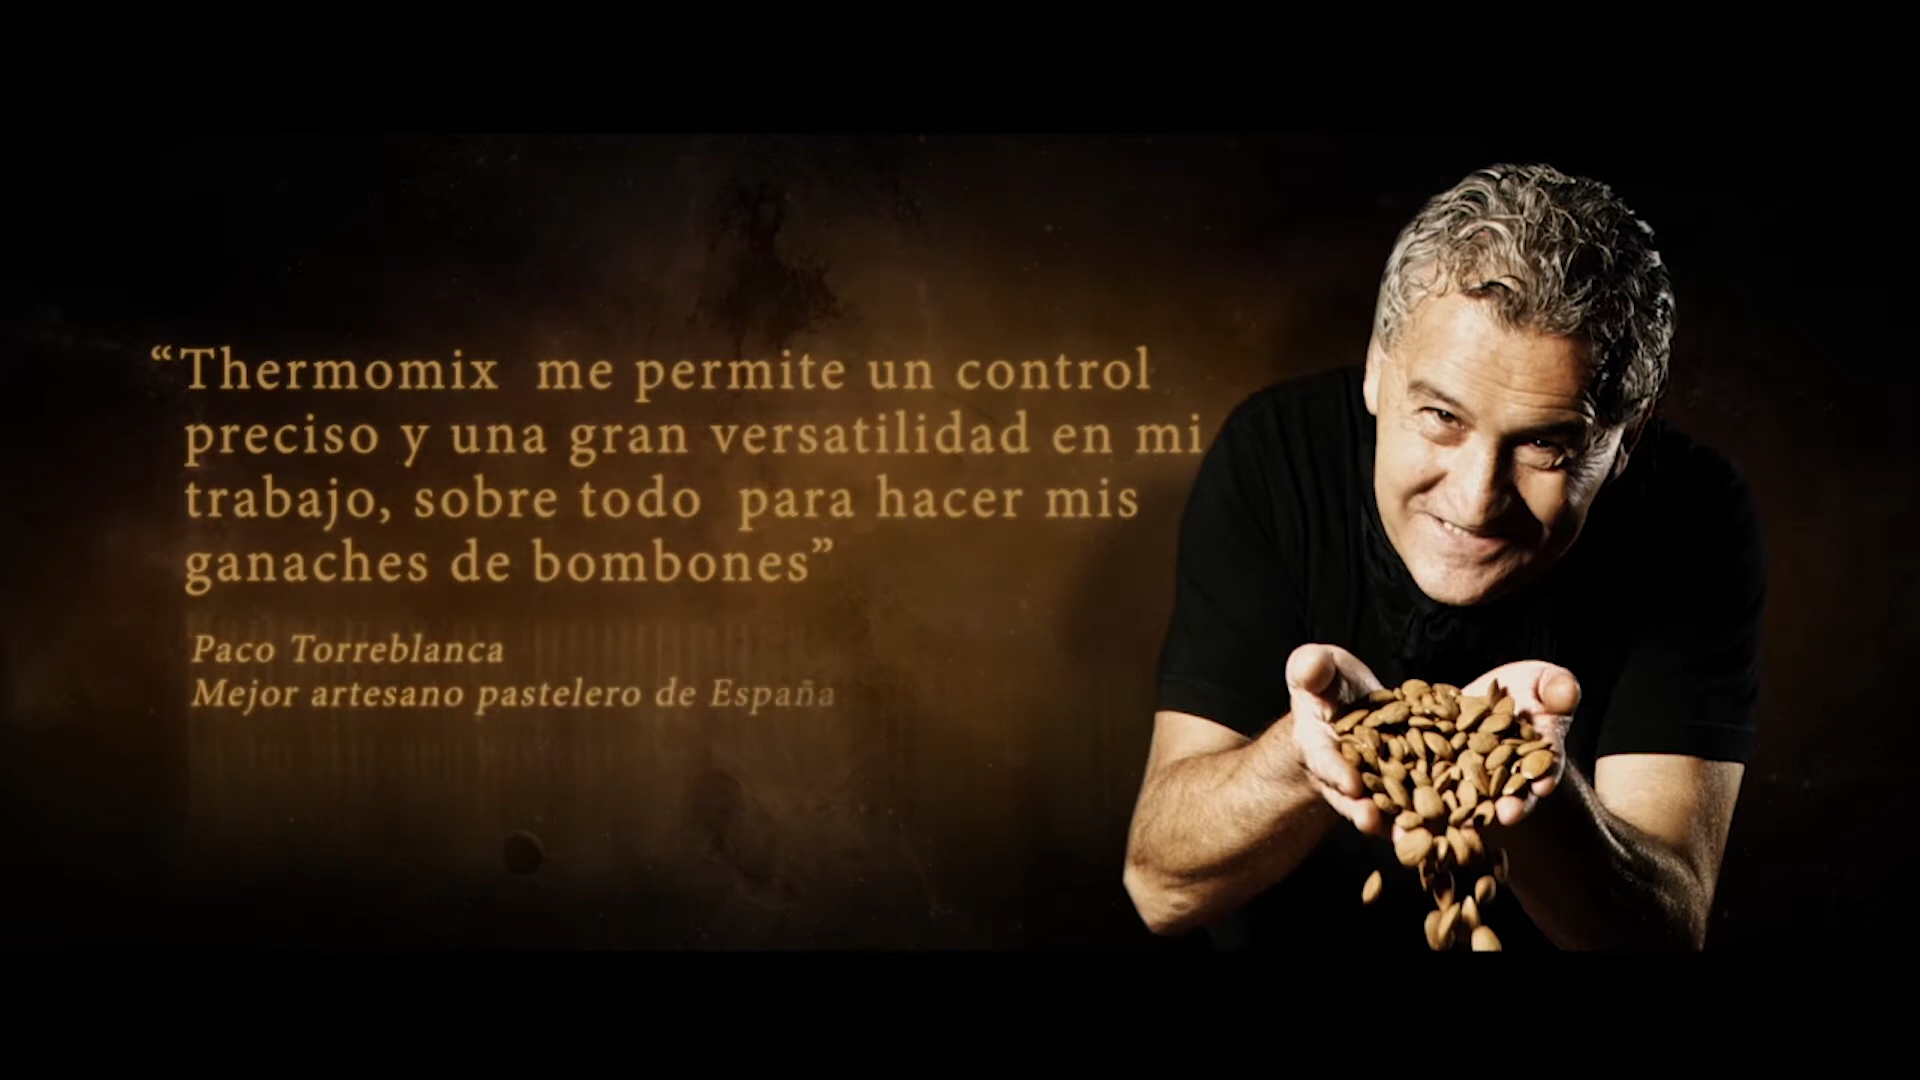 “Thermomix me permite un control
preciso y una gran versatilidad en mi
trabajo, sobre todo para hacer mis
ganaches de bombones”
Paco Torreblanca
Mejor artesano pastelero de España